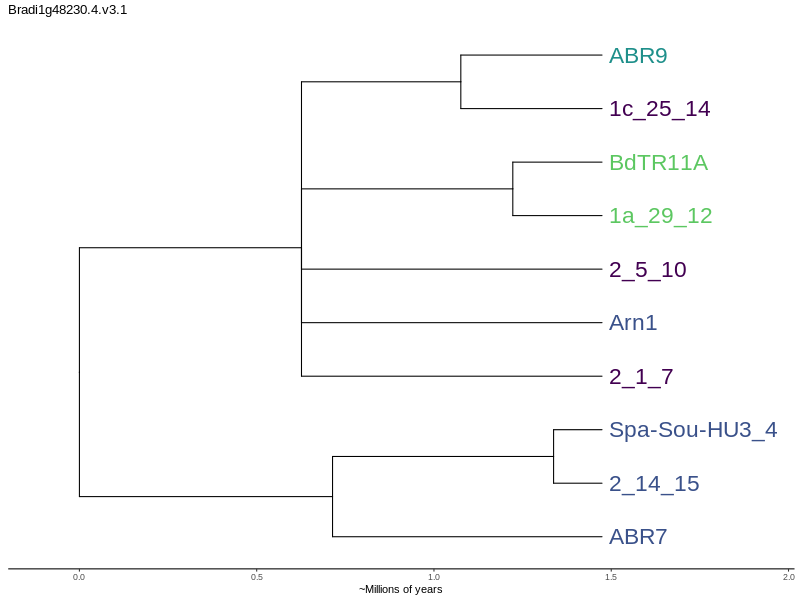 Bradi1g48230.4.v3.1
ABR9
1c_25_14
BdTR11A
1a_29_12
2_5_10
Arn1
2_1_7
Spa-Sou-HU3_4
2_14_15
ABR7
0.0 0.5 1.0 1.5 2.0
~Millions of years